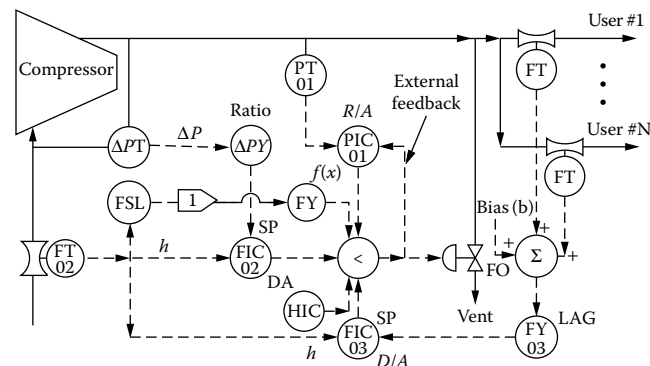 User #1
Compressor
PT
01
FT
External
feedback
Ratio
R/A
ΔPT
ΔP
ΔPY
PIC
01
User #N
f(x)
FSL
1
FY
FT
SP
Bias (b)
+
FT
02
h
FIC
02
<
FO
+
Σ
+
DA
HIC
SP
Vent
LAG
FIC
03
FY
03
h
D/A